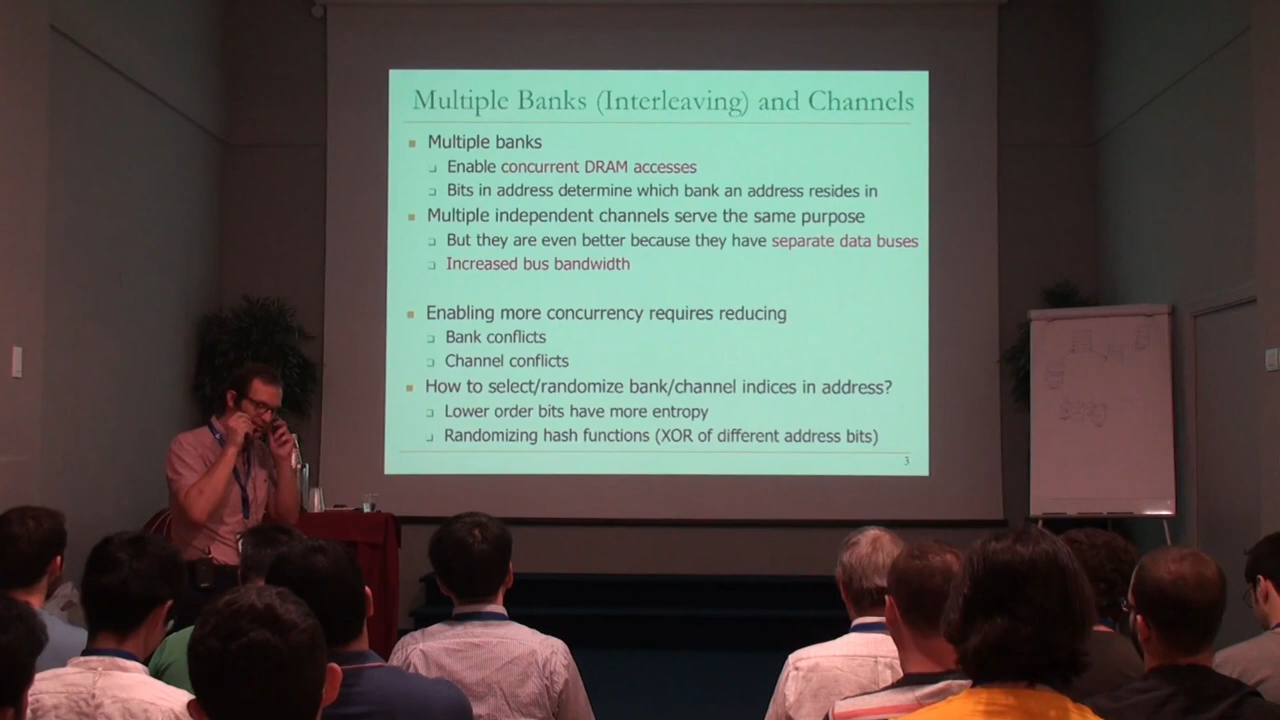 Multiple Banks (Interleaving) and Channels
Multiple banks
Enable concurrent DRAM accesses
Bits in address determine which bank an address resides in
Multiple independent channels serve the same purpose
But they are even better because they have separate data buses
Increased bus bandwidth
Enabling more concurrency requires reducing
Bank conflicts
Channel conflicts
How to select/randomize bank/channel indices in address?
Lower order bits have more entropy
Randomizing hash functions (XOR of different address bits)
3